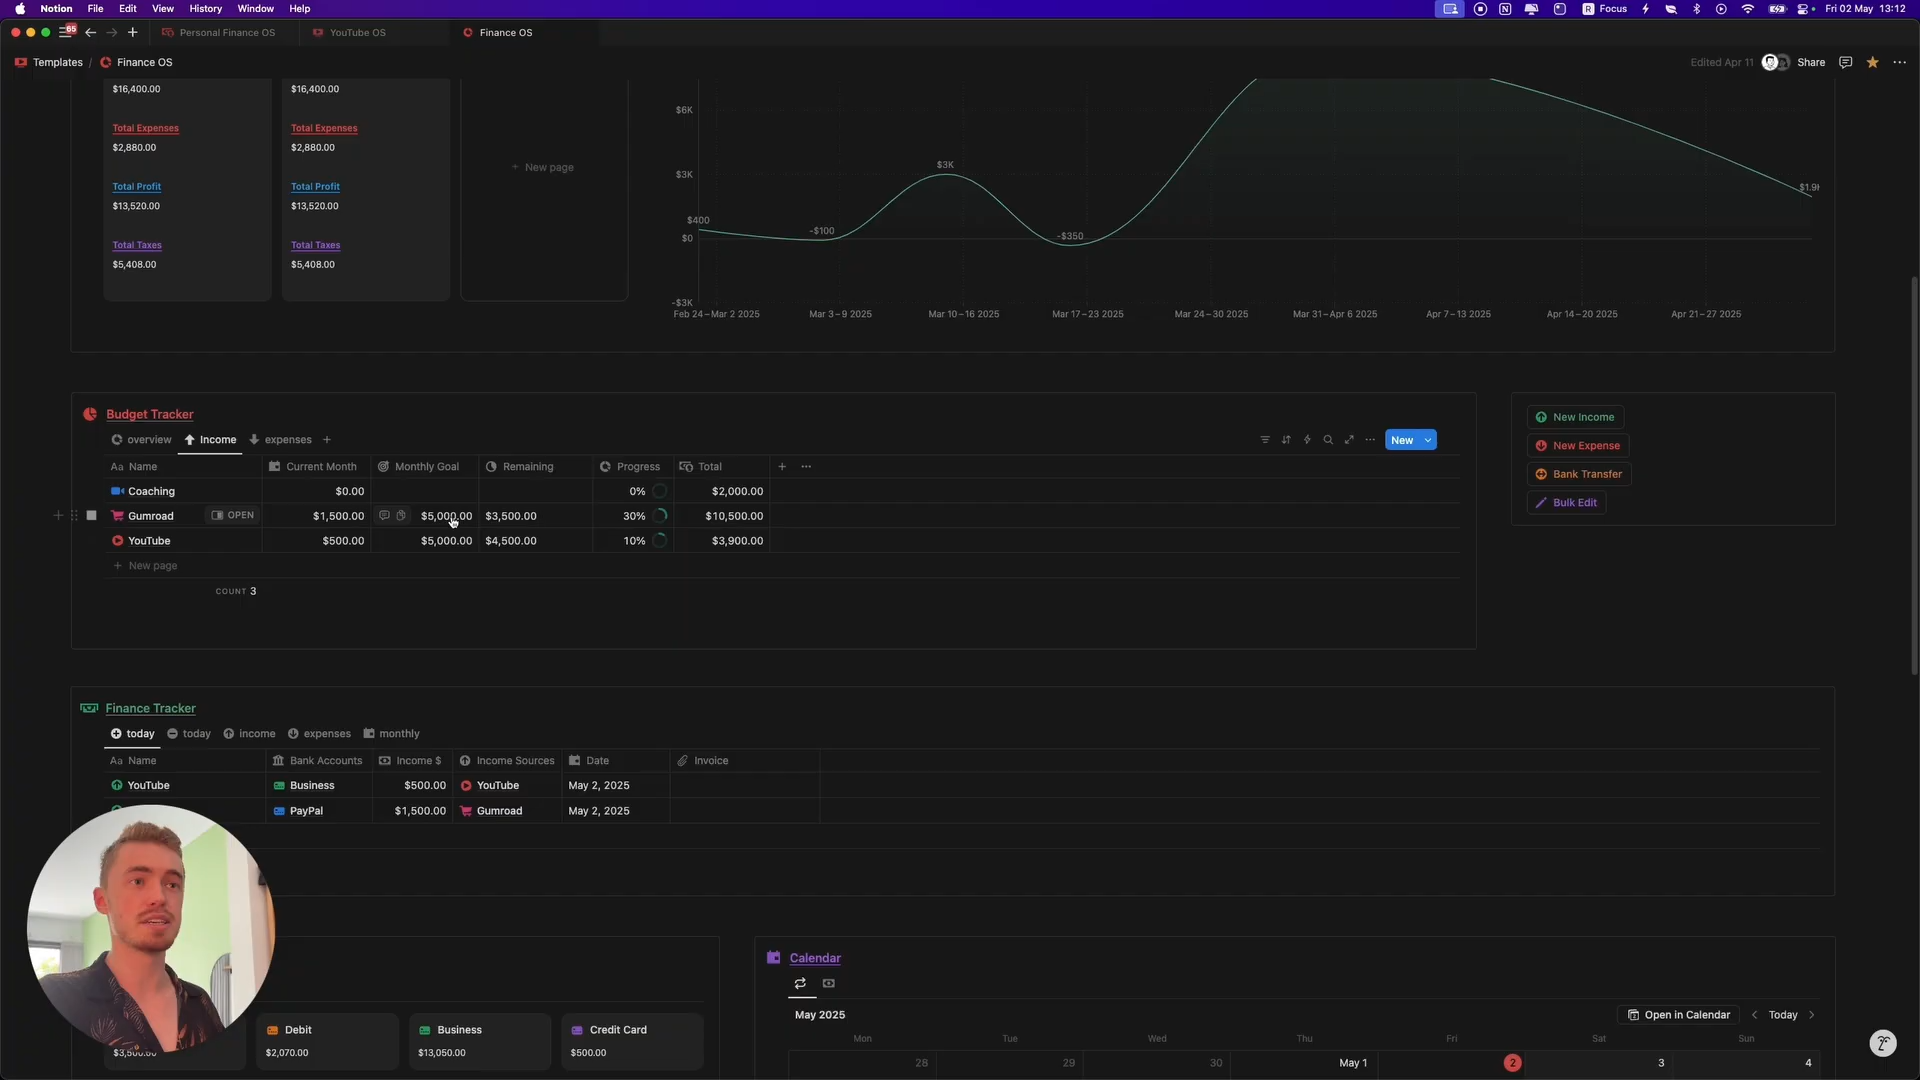 Notion File Edit View History Window Help
Focus Fri 02 May 13:12
65
Personal Finance OS YouTube OS Finance OS
Templates / Finance OS
Edited Apr 11 Share
$16,400.00 $16,400.00
Total Expenses Total Expenses
$2,880.00 $2,880.00
Total Profit Total Profit
$13,520.00 $13,520.00
Total Taxes Total Taxes
$5,408.00 $5,408.00
+ New page
$6K
$3K
$0
-$3K
$400
-$100
$3K
-$350
Feb 24–Mar 2 2025 Mar 3–9 2025 Mar 10–16 2025 Mar 17–23 2025 Mar 24–30 2025 Mar 31–Apr 6 2025 Apr 7–13 2025 Apr 14–20 2025 Apr 21–27 2025
Budget Tracker
overview Income expenses +
New
Aa Name Current Month Monthly Goal Remaining Progress Total + ...
Coaching $0.00 0% $2,000.00
Gumroad OPEN $1,500.00 $5,000.00 $3,500.00 30% $10,500.00
YouTube $500.00 $5,000.00 $4,500.00 10% $3,900.00
+ New page
COUNT 3
New Income
New Expense
Bank Transfer
Bulk Edit
Finance Tracker
today today income expenses monthly
Aa Name Bank Accounts Income $ Income Sources Date Invoice
YouTube Business $500.00 YouTube May 2, 2025
PayPal $1,500.00 Gumroad May 2, 2025
Debit Business Credit Card
$3,500.00 $2,070.00 $13,050.00 $500.00
Calendar
May 2025 Open in Calendar < Today >
Mon Tue Wed Thu Fri Sat Sun
28 29 30 May 1 2 3 4